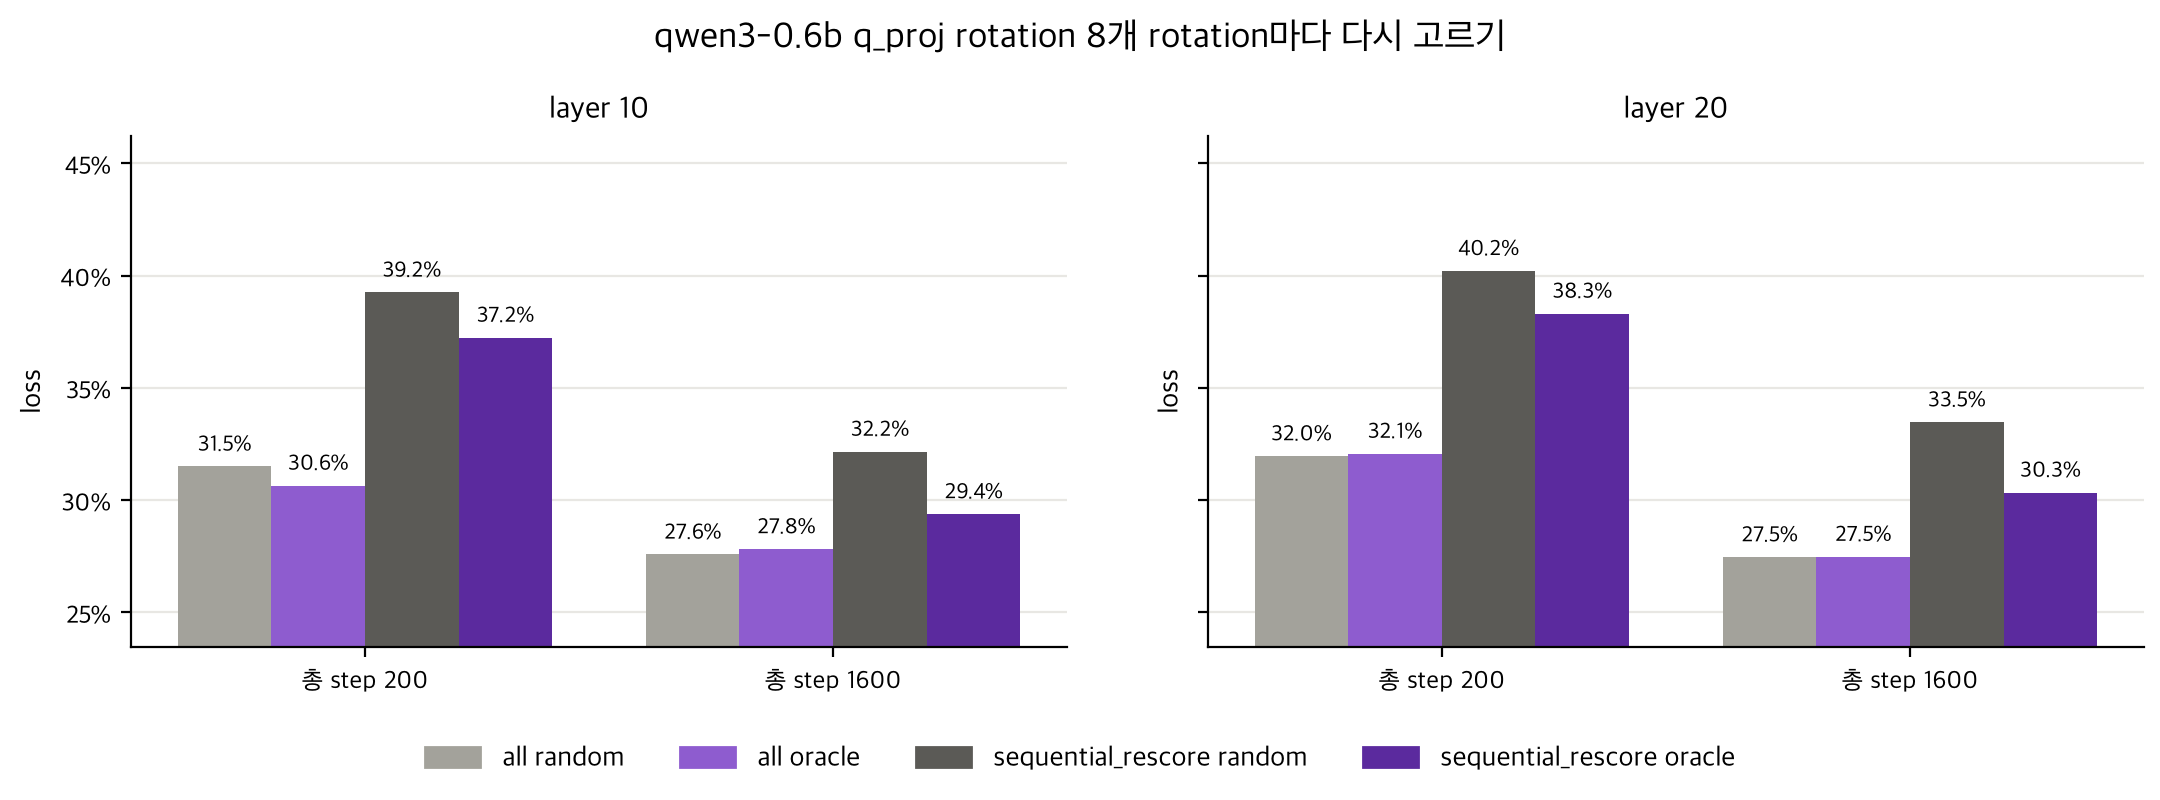 qwen3-0.6b q_proj rotation 8개 rotation마다 다시 고르기
layer 10
loss
45%
40%
35%
30%
25%
31.5%
30.6%
39.2%
37.2%
27.6%
27.8%
32.2%
29.4%
총 step 200
총 step 1600
layer 20
loss
32.0%
32.1%
40.2%
38.3%
27.5%
27.5%
33.5%
30.3%
총 step 200
총 step 1600
all random
all oracle
sequential_rescore random
sequential_rescore oracle